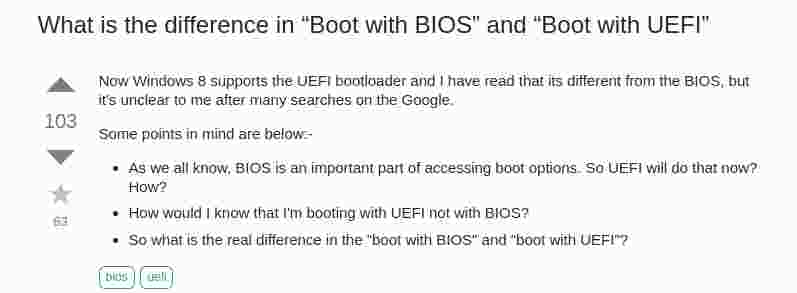 What is the difference in “Boot with BIOS” and “Boot with UEFI”
Now Windows 8 supports the UEFI bootloader and I have read that its different from the BIOS, but
it's unclear to me after many searches on the Google.
103
Some points in mind are below:-
As we all know, BIOS is an important part of accessing boot options. So UEFI will do that now?
How?
63
How would I know that I'm booting with UEFI not with BIOS?
So what is the real difference in the "boot with BIOS" and "boot with UEFI"?
bios uefi